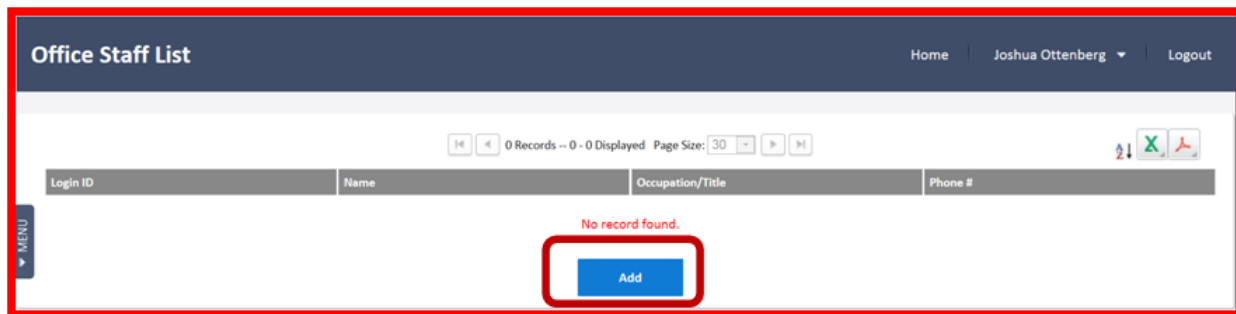 Office Staff List
Home Joshua Ottenberg Logout
0 Records -- 0 - 0 Displayed Page Size: 30
Login ID Name Occupation/Title Phone #
MENU
No record found.
Add